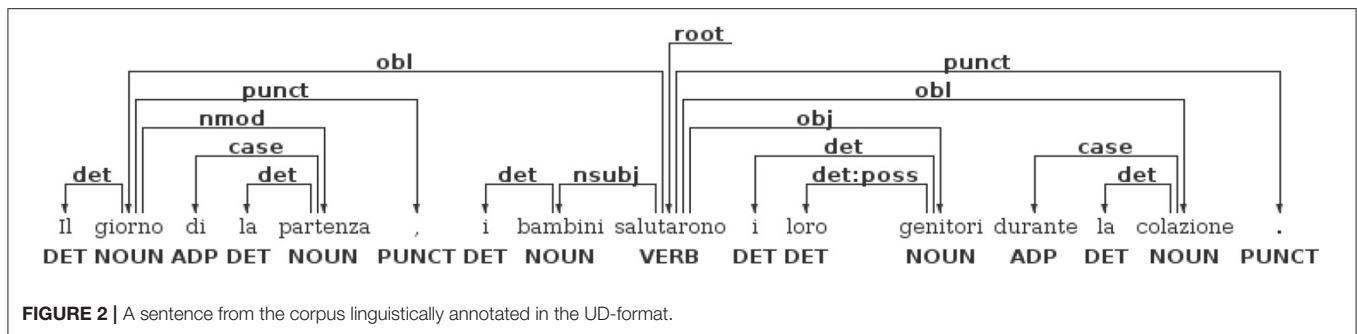 root
obl punct
punct obl
nmod obj
case det case
det det det nsubj det:poss det
Il giorno di la partenza , i bambini salutarono i loro genitori durante la colazione .
DET NOUN ADP DET NOUN PUNCT DET NOUN VERB DET DET NOUN ADP DET NOUN PUNCT
FIGURE 2 | A sentence from the corpus linguistically annotated in the UD-format.